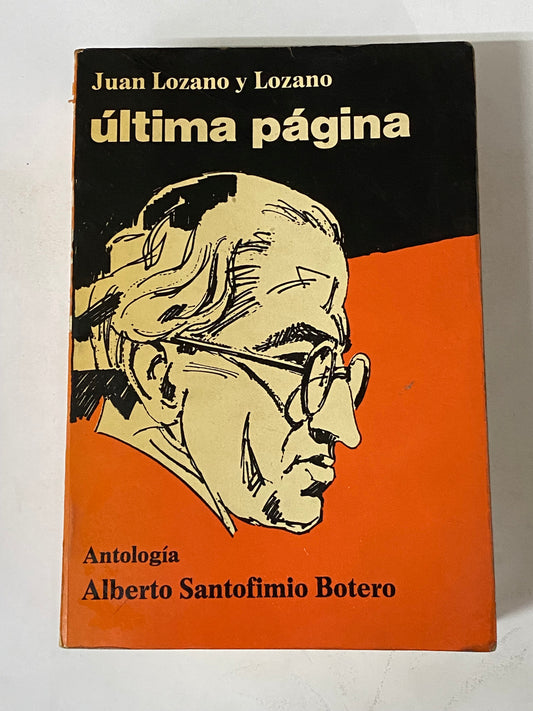 Juan Lozano y Lozano
última página
Antología
Alberto Santofimio Botero